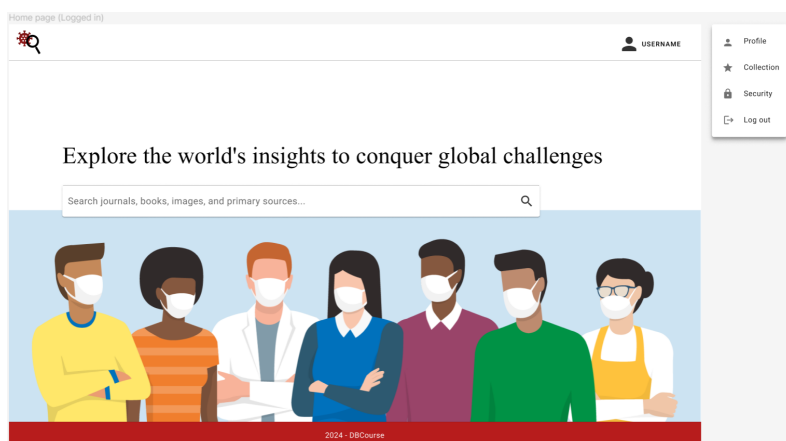 Home page (Logged in)
USERNAME
Profile
Collection
Security
Log out
Explore the world's insights to conquer global challenges
Search journals, books, images, and primary sources...
2024 - DBCourse